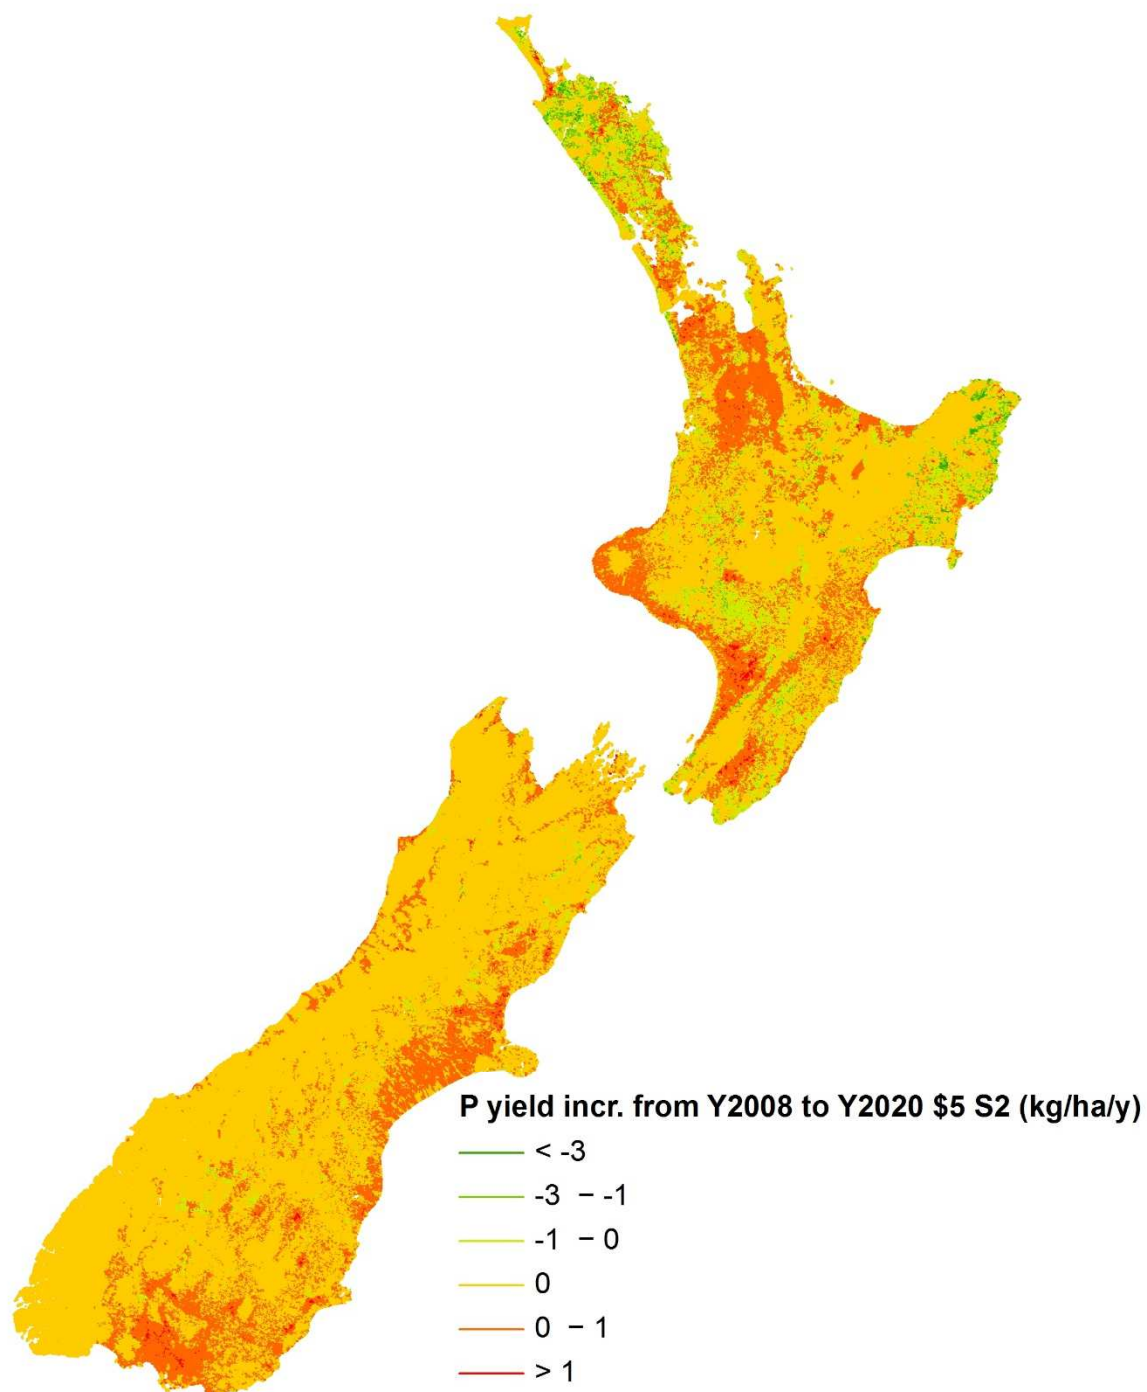 P yield incr. from Y2008 to Y2020 $5 S2 (kg/ha/y)
< -3
-3 – -1
-1 – 0
0
0 – 1
> 1